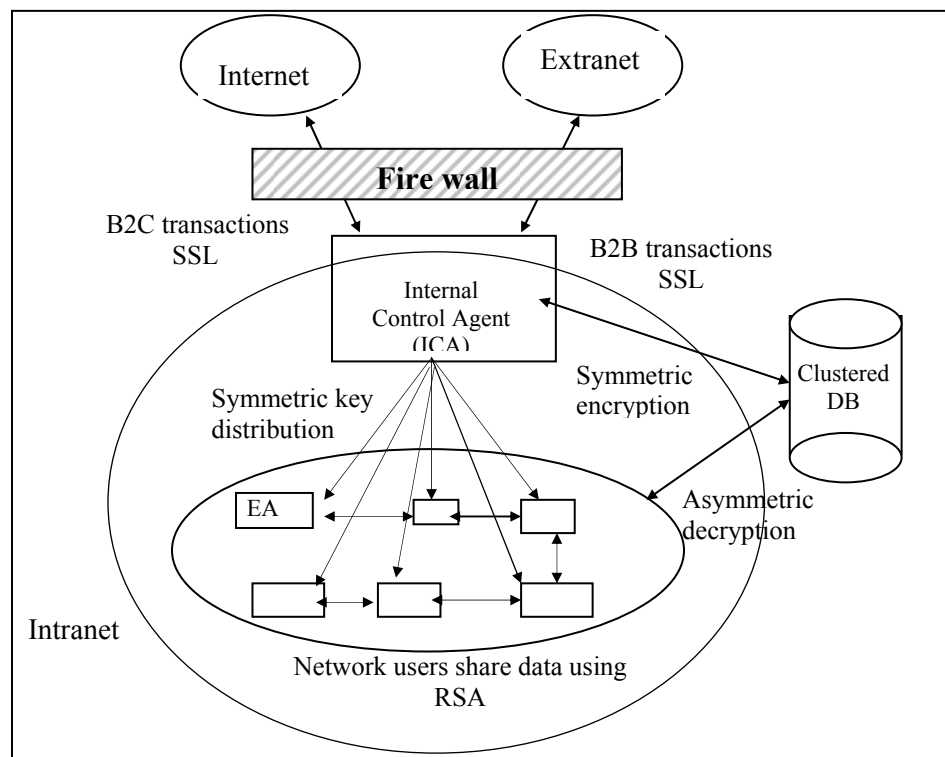 Internet
Extranet
Fire wall
B2C transactions
SSL
B2B transactions
SSL
Internal
Control Agent
(ICA)
Clustered
DB
Symmetric
encryption
Symmetric key
distribution
EA
Asymmetric
decryption
Intranet
Network users share data using
RSA